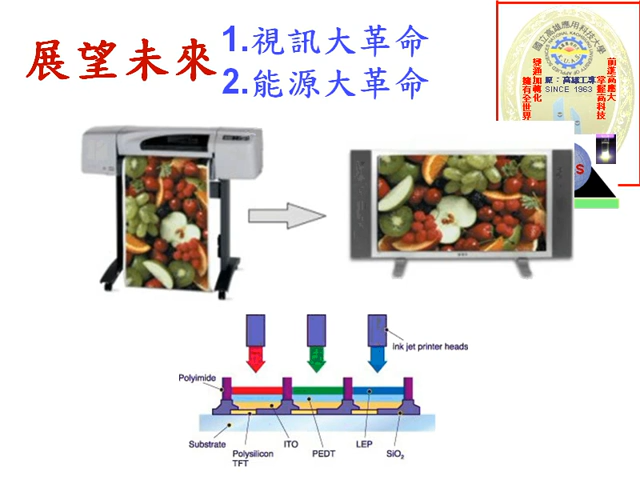 展望未來
1.視訊大革命
2.能源大革命
國立高雄應用科技大學
原：高雄工專
SINCE 1963
前進高應大
掌握高科技
變通加轉化
擁有全世界
S
Ink jet printer heads
Polyimide
Substrate
Polysilicon
TFT
ITO
PEDT
LEP
SiO₂